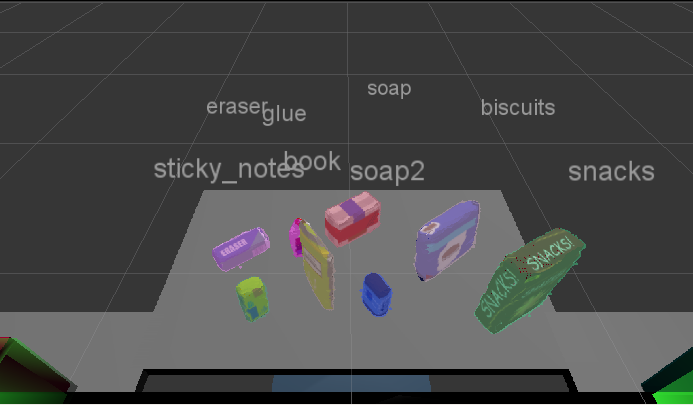 soap
eraser
glue
biscuits
sticky_notes
book
soap2
snacks
ERASER
SNACKS!
SNACKS!